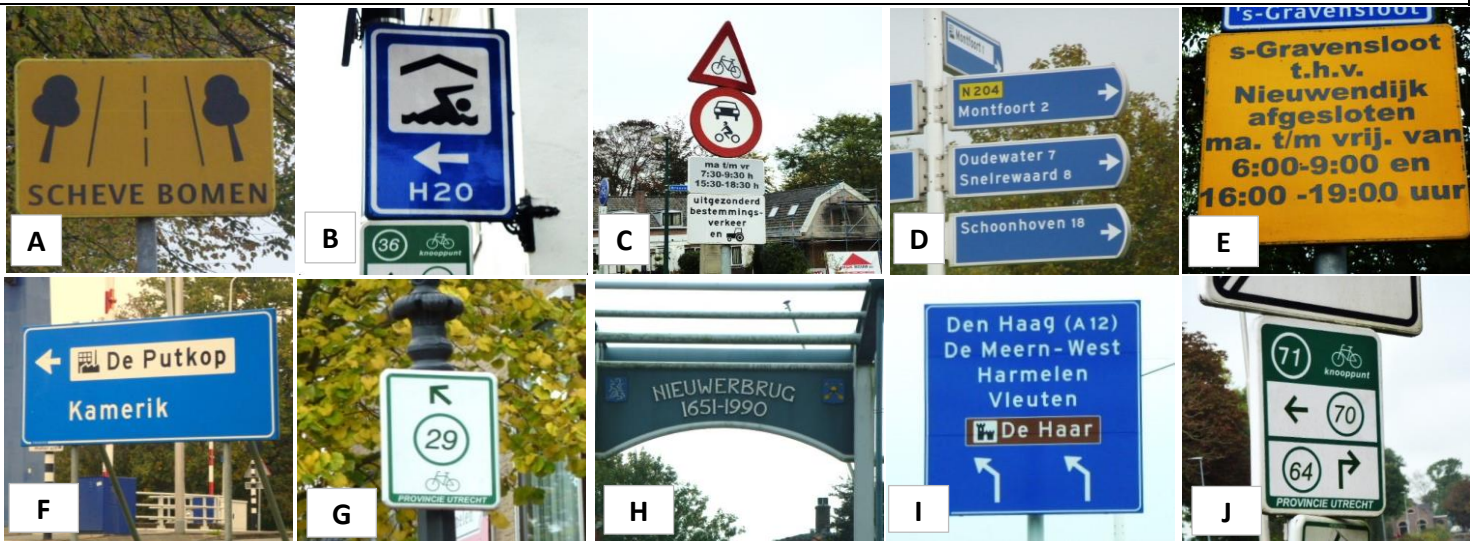 SCHEVE BOMEN
A
H20
36
knooppunt
B
ma t/m vr
7:30-9:30 h
15:30-18:30 h
uitgezonderd
bestemmings-
verkeer
en
C
Montfoort 1
N 204
Montfoort 2
Oudewater 7
Snelrewaard 8
Schoonhoven 18
D
's-Gravensloot
s-Gravensloot
t.h.v.
Nieuwendijk
afgesloten
ma. t/m vrij. van
6:00-9:00 en
16:00 -19:00 uur
E
De Putkop
Kamerik
F
29
PROVINCIE UTRECHT
G
NIEUWERBRUG
1651-1990
H
Den Haag (A 12)
De Meern-West
Harmelen
Vleuten
De Haar
I
71
knooppunt
70
64
PROVINCIE UTRECHT
J